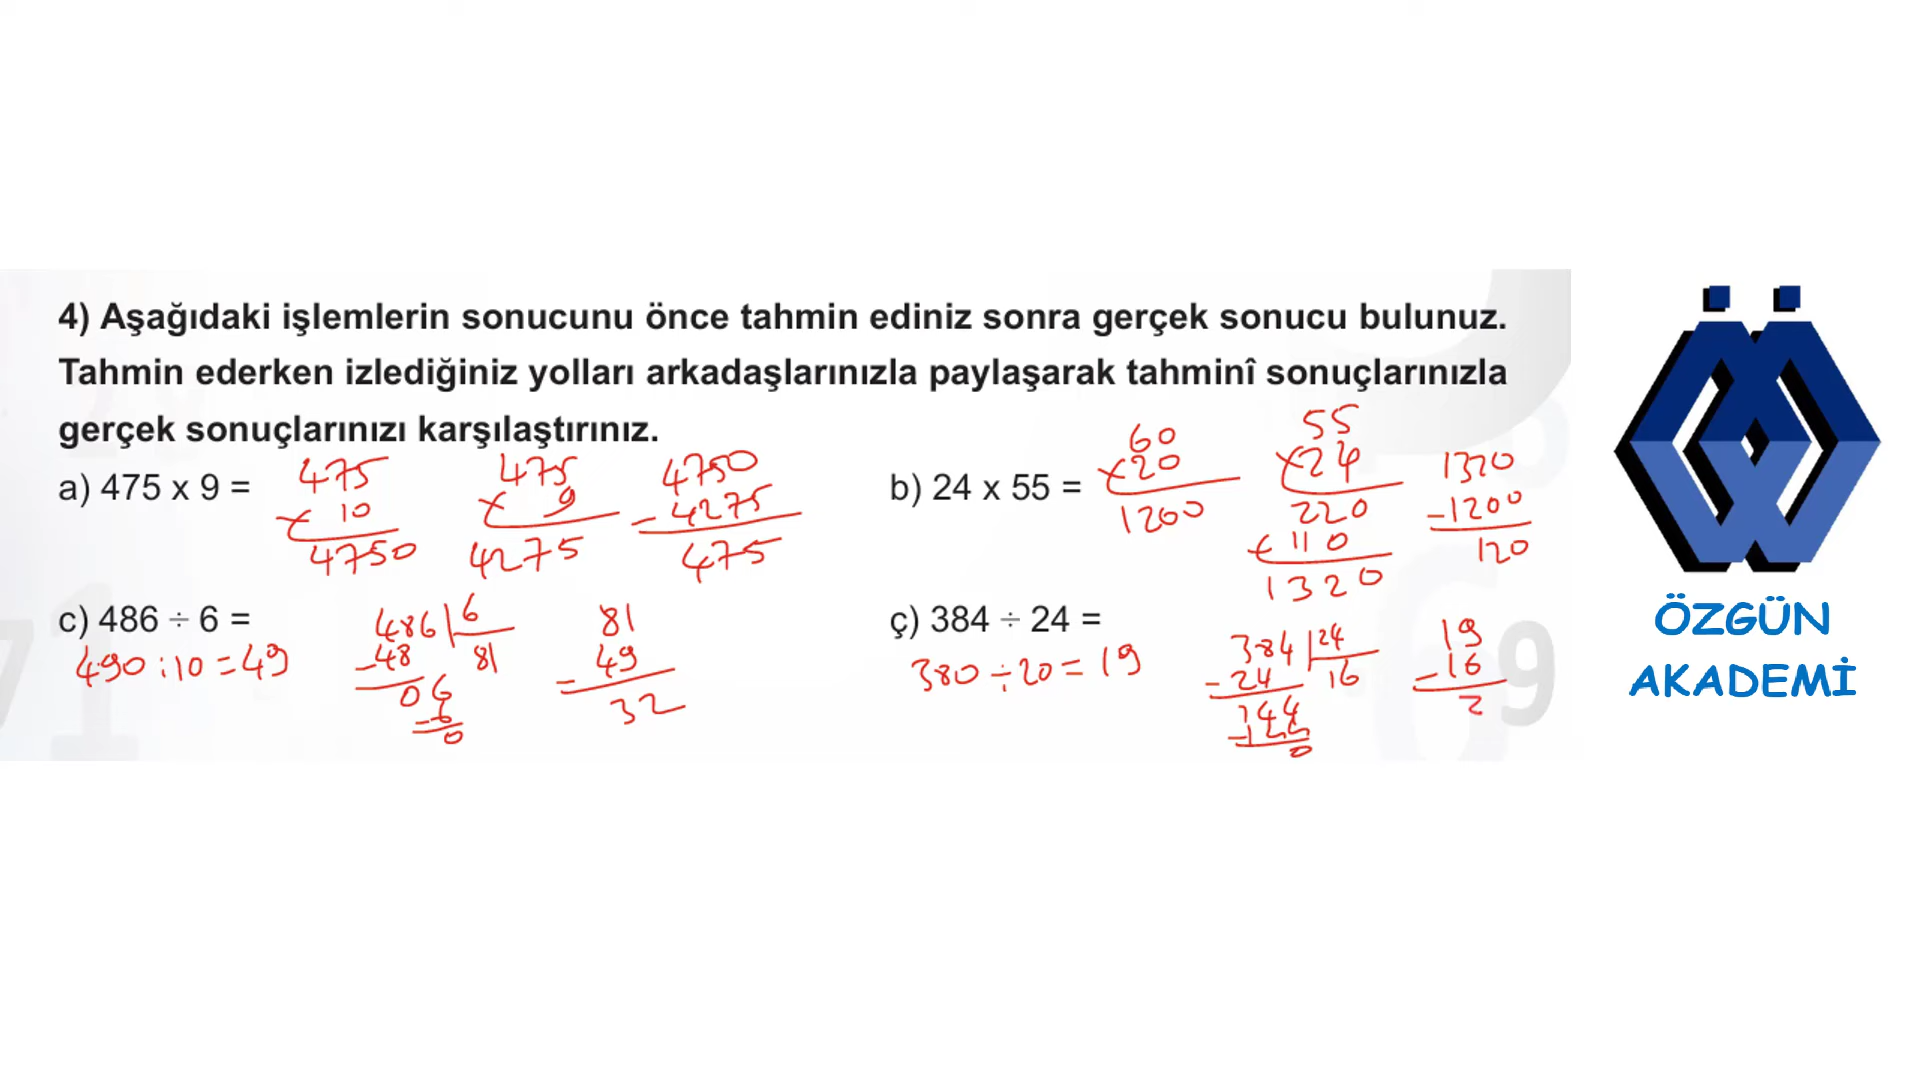 4) Aşağıdaki işlemlerin sonucunu önce tahmin ediniz sonra gerçek sonucu bulunuz.
Tahmin ederken izlediğiniz yolları arkadaşlarınızla paylaşarak tahminî sonuçlarınızla
gerçek sonuçlarınızı karşılaştırınız.
a) 475 x 9 =
475
x 10
4750
475
x 9
4275
4750
- 4275
475
b) 24 x 55 =
60
x 20
1200
55
x 24
220
+ 110
1320
1320
- 1200
120
c) 486 ÷ 6 =
490 : 10 = 49
486 | 6
- 48 81
06
- 6
0
81
- 49
32
ç) 384 ÷ 24 =
380 ÷ 20 = 19
384 | 24
- 24 16
144
- 144
0
19
- 16
2
ÖZGÜN
AKADEMİ